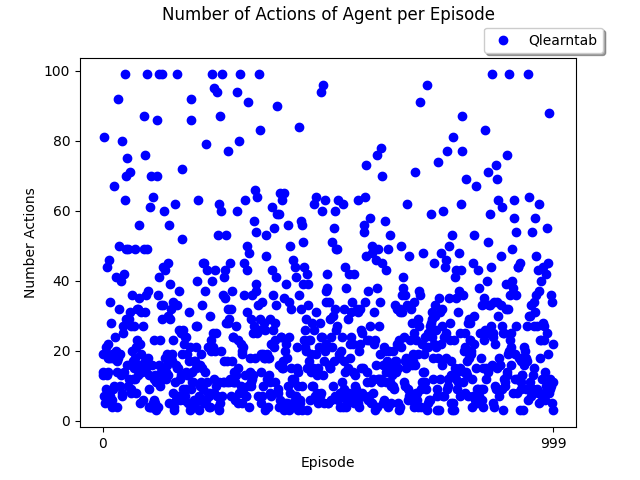 Number of Actions of Agent per Episode
Qlearntab
100
80
60
40
20
0
Number Actions
0
999
Episode